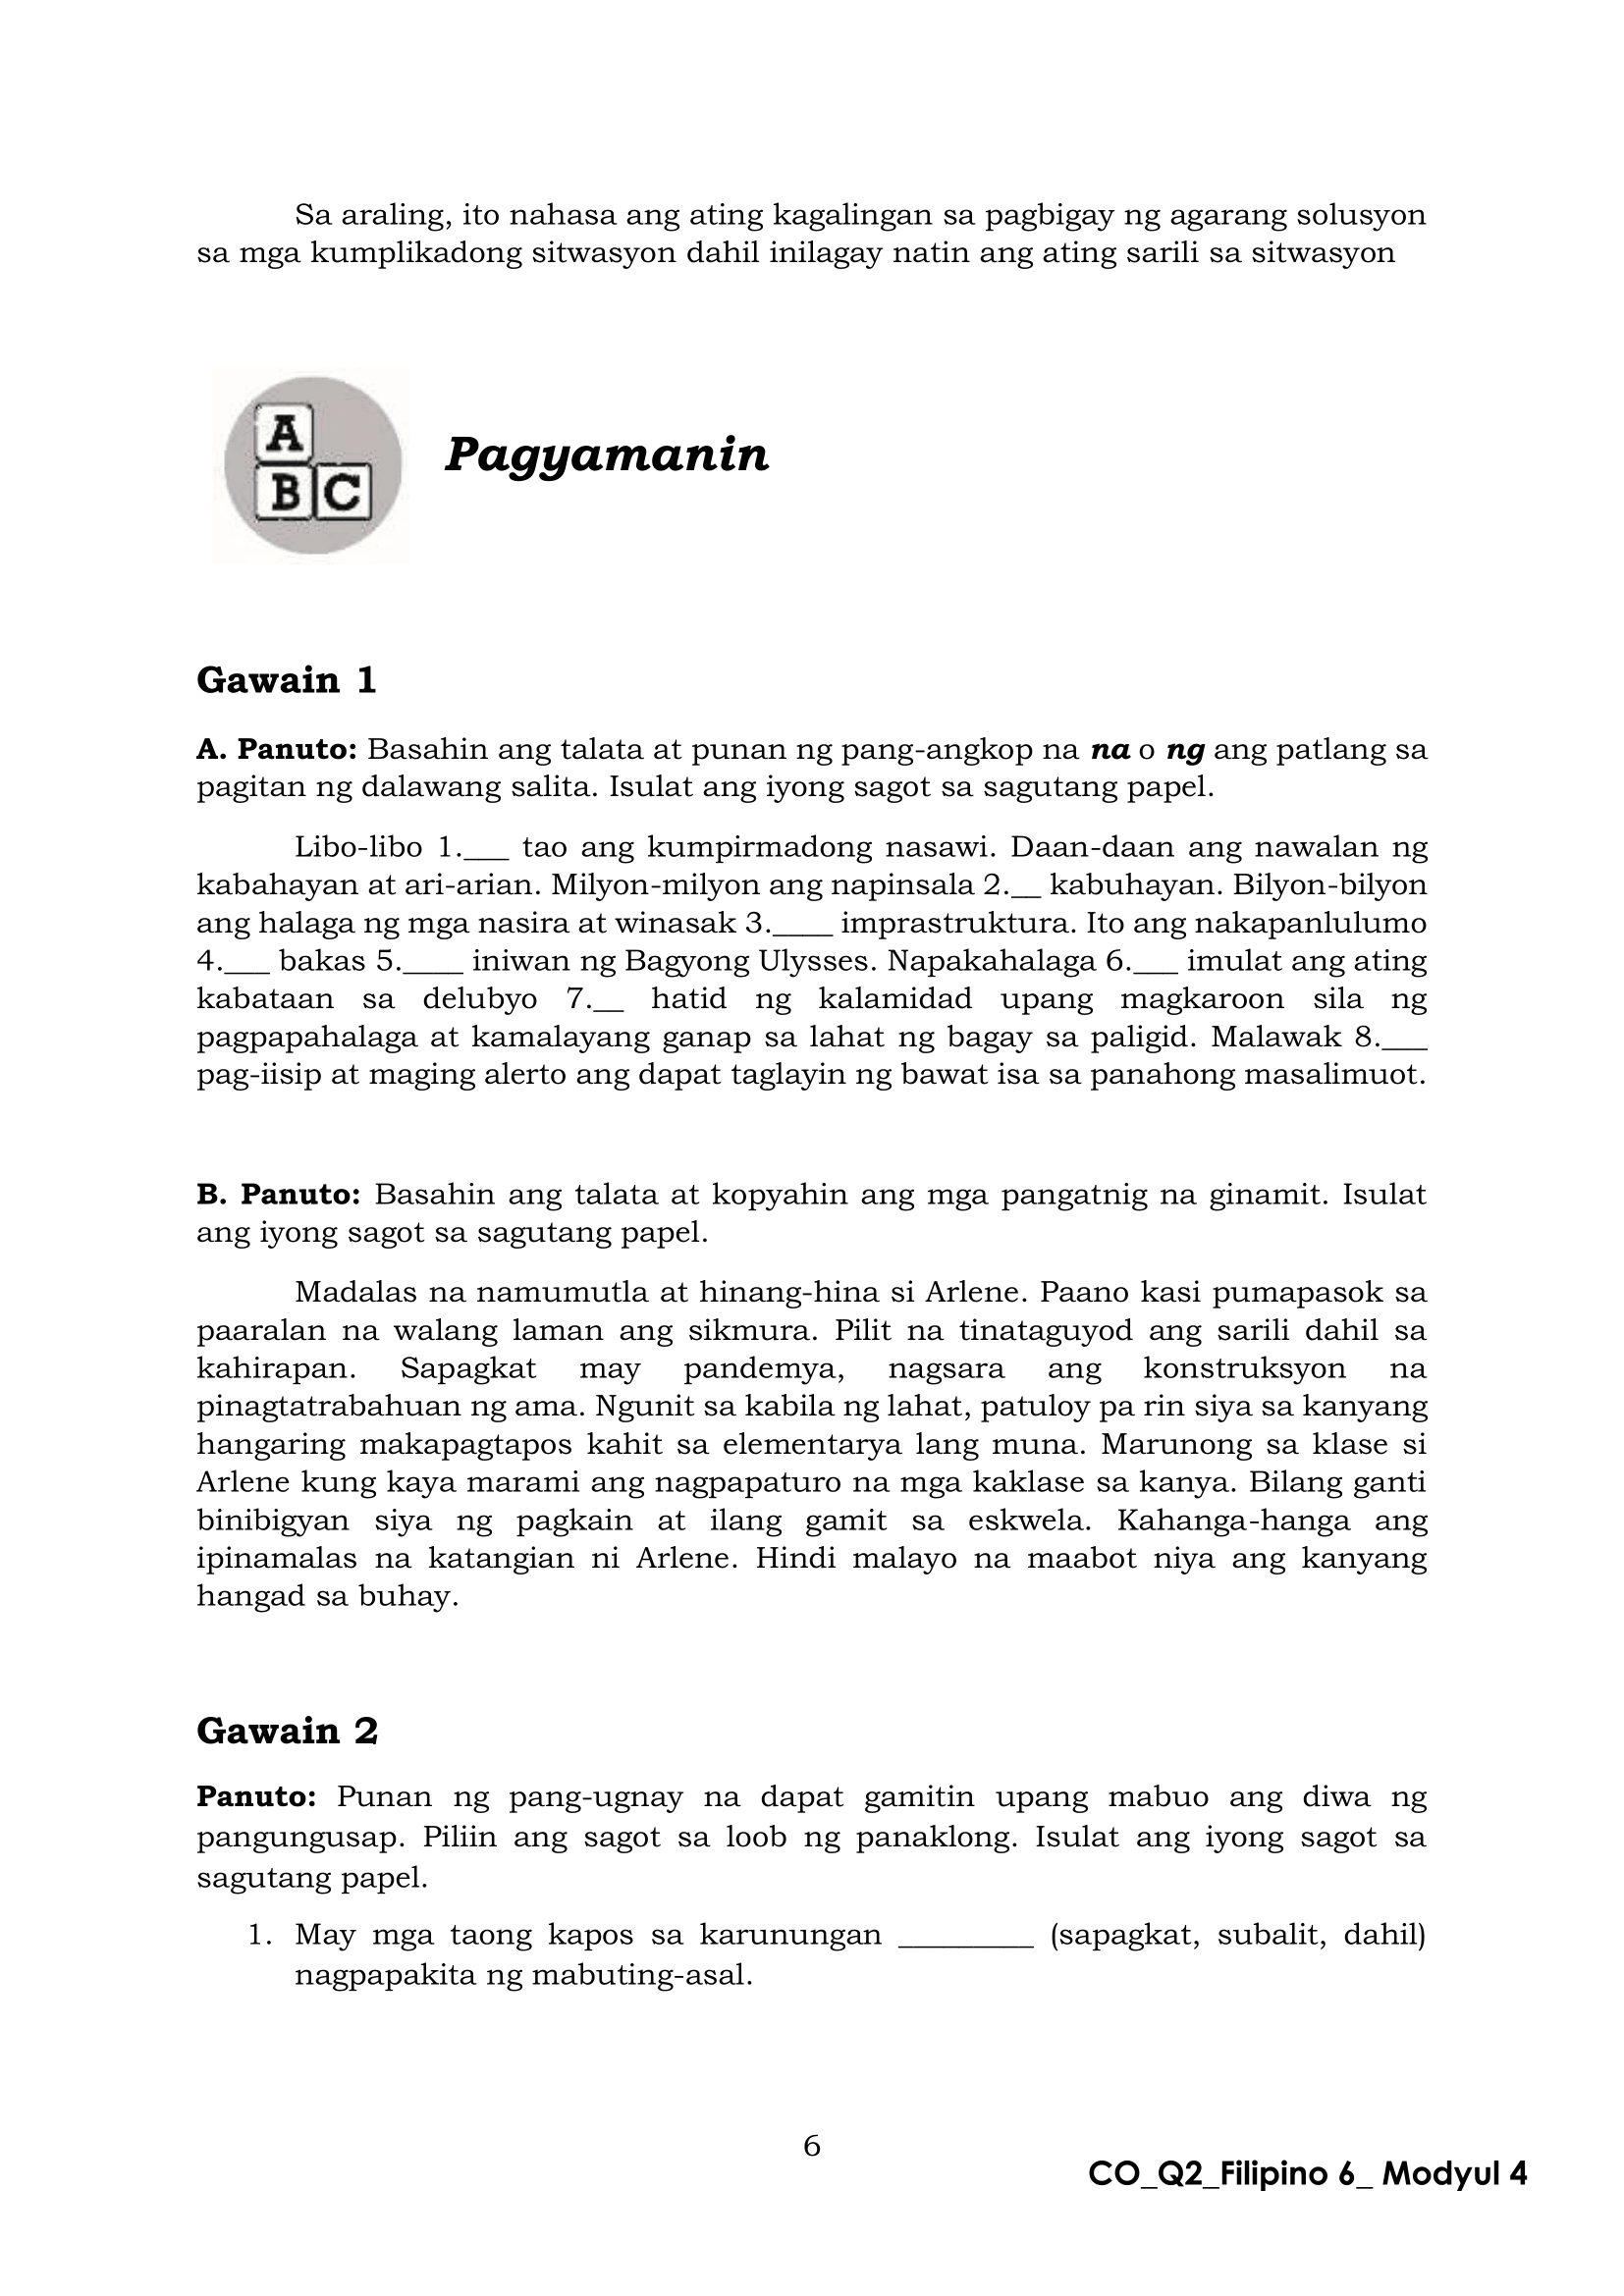 Sa araling, ito nahasa ang ating kagalingan sa pagbigay ng agarang solusyon
sa mga kumplikadong sitwasyon dahil inilagay natin ang ating sarili sa sitwasyon
A
B C
Pagyamanin
Gawain 1
A. Panuto: Basahin ang talata at punan ng pang-angkop na na o ng ang patlang sa
pagitan ng dalawang salita. Isulat ang iyong sagot sa sagutang papel.
Libo-libo 1.___ tao ang kumpirmadong nasawi. Daan-daan ang nawalan ng
kabahayan at ari-arian. Milyon-milyon ang napinsala 2.__ kabuhayan. Bilyon-bilyon
ang halaga ng mga nasira at winasak 3.____ imprastruktura. Ito ang nakapanlulumo
4.___ bakas 5.____ iniwan ng Bagyong Ulysses. Napakahalaga 6.___ imulat ang ating
kabataan sa delubyo 7.__ hatid ng kalamidad upang magkaroon sila ng
pagpapahalaga at kamalayang ganap sa lahat ng bagay sa paligid. Malawak 8.___
pag-iisip at maging alerto ang dapat taglayin ng bawat isa sa panahong masalimuot.
B. Panuto: Basahin ang talata at kopyahin ang mga pangatnig na ginamit. Isulat
ang iyong sagot sa sagutang papel.
Madalas na namumutla at hinang-hina si Arlene. Paano kasi pumapasok sa
paaralan na walang laman ang sikmura. Pilit na tinataguyod ang sarili dahil sa
kahirapan. Sapagkat may pandemya, nagsara ang konstruksyon na
pinagtatrabahuan ng ama. Ngunit sa kabila ng lahat, patuloy pa rin siya sa kanyang
hangaring makapagtapos kahit sa elementarya lang muna. Marunong sa klase si
Arlene kung kaya marami ang nagpapaturo na mga kaklase sa kanya. Bilang ganti
binibigyan siya ng pagkain at ilang gamit sa eskwela. Kahanga-hanga ang
ipinamalas na katangian ni Arlene. Hindi malayo na maabot niya ang kanyang
hangad sa buhay.
Gawain 2
Panuto: Punan ng pang-ugnay na dapat gamitin upang mabuo ang diwa ng
pangungusap. Piliin ang sagot sa loob ng panaklong. Isulat ang iyong sagot sa
sagutang papel.
1. May mga taong kapos sa karunungan _________ (sapagkat, subalit, dahil)
nagpapakita ng mabuting-asal.
6
CO_Q2_Filipino 6_ Modyul 4